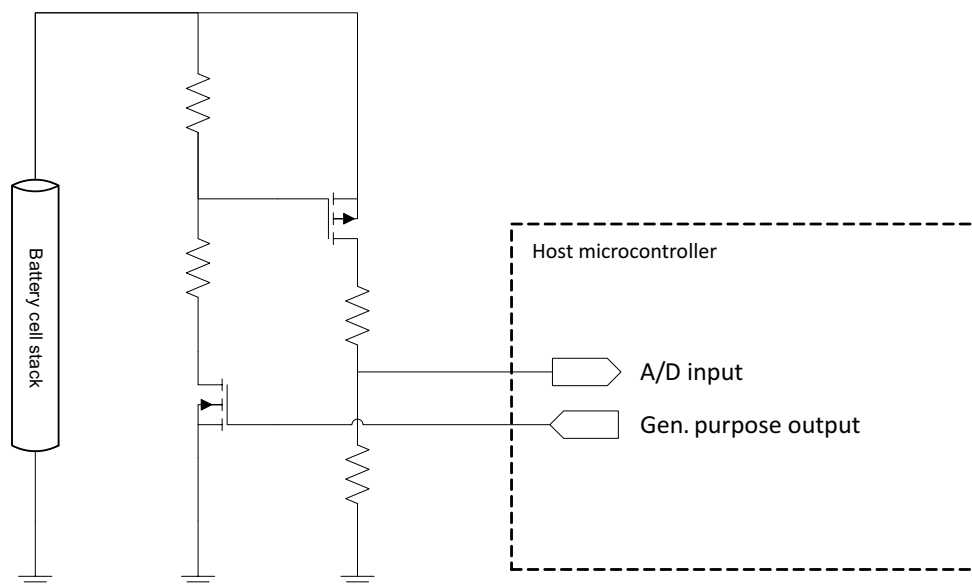 Battery cell stack
Host microcontroller
A/D input
Gen. purpose output